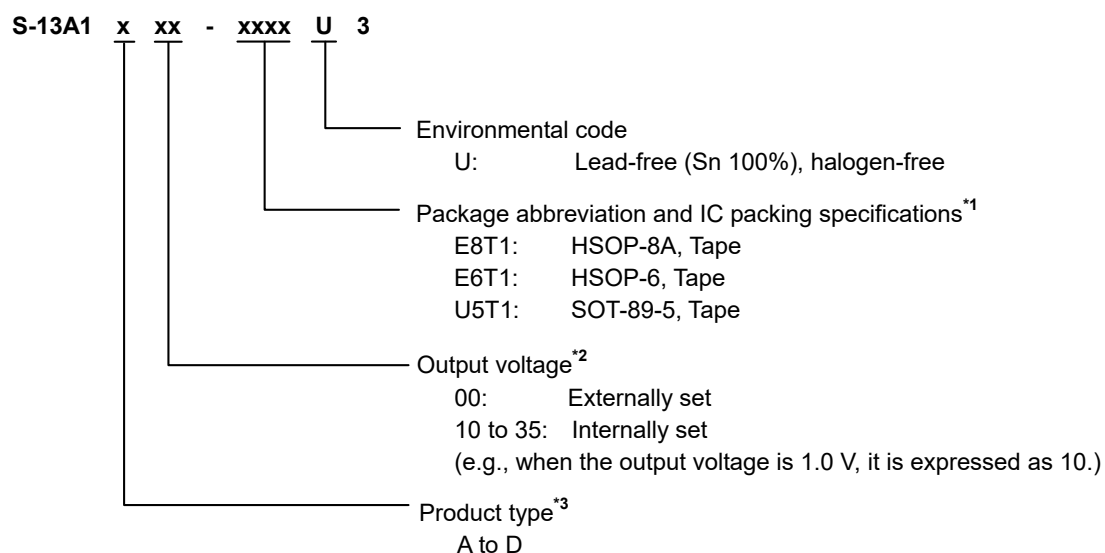 S-13A1 x xx - xxxx U 3
Environmental code
U: Lead-free (Sn 100%), halogen-free
Package abbreviation and IC packing specifications*1
E8T1: HSOP-8A, Tape
E6T1: HSOP-6, Tape
U5T1: SOT-89-5, Tape
Output voltage*2
00: Externally set
10 to 35: Internally set
(e.g., when the output voltage is 1.0 V, it is expressed as 10.)
Product type*3
A to D